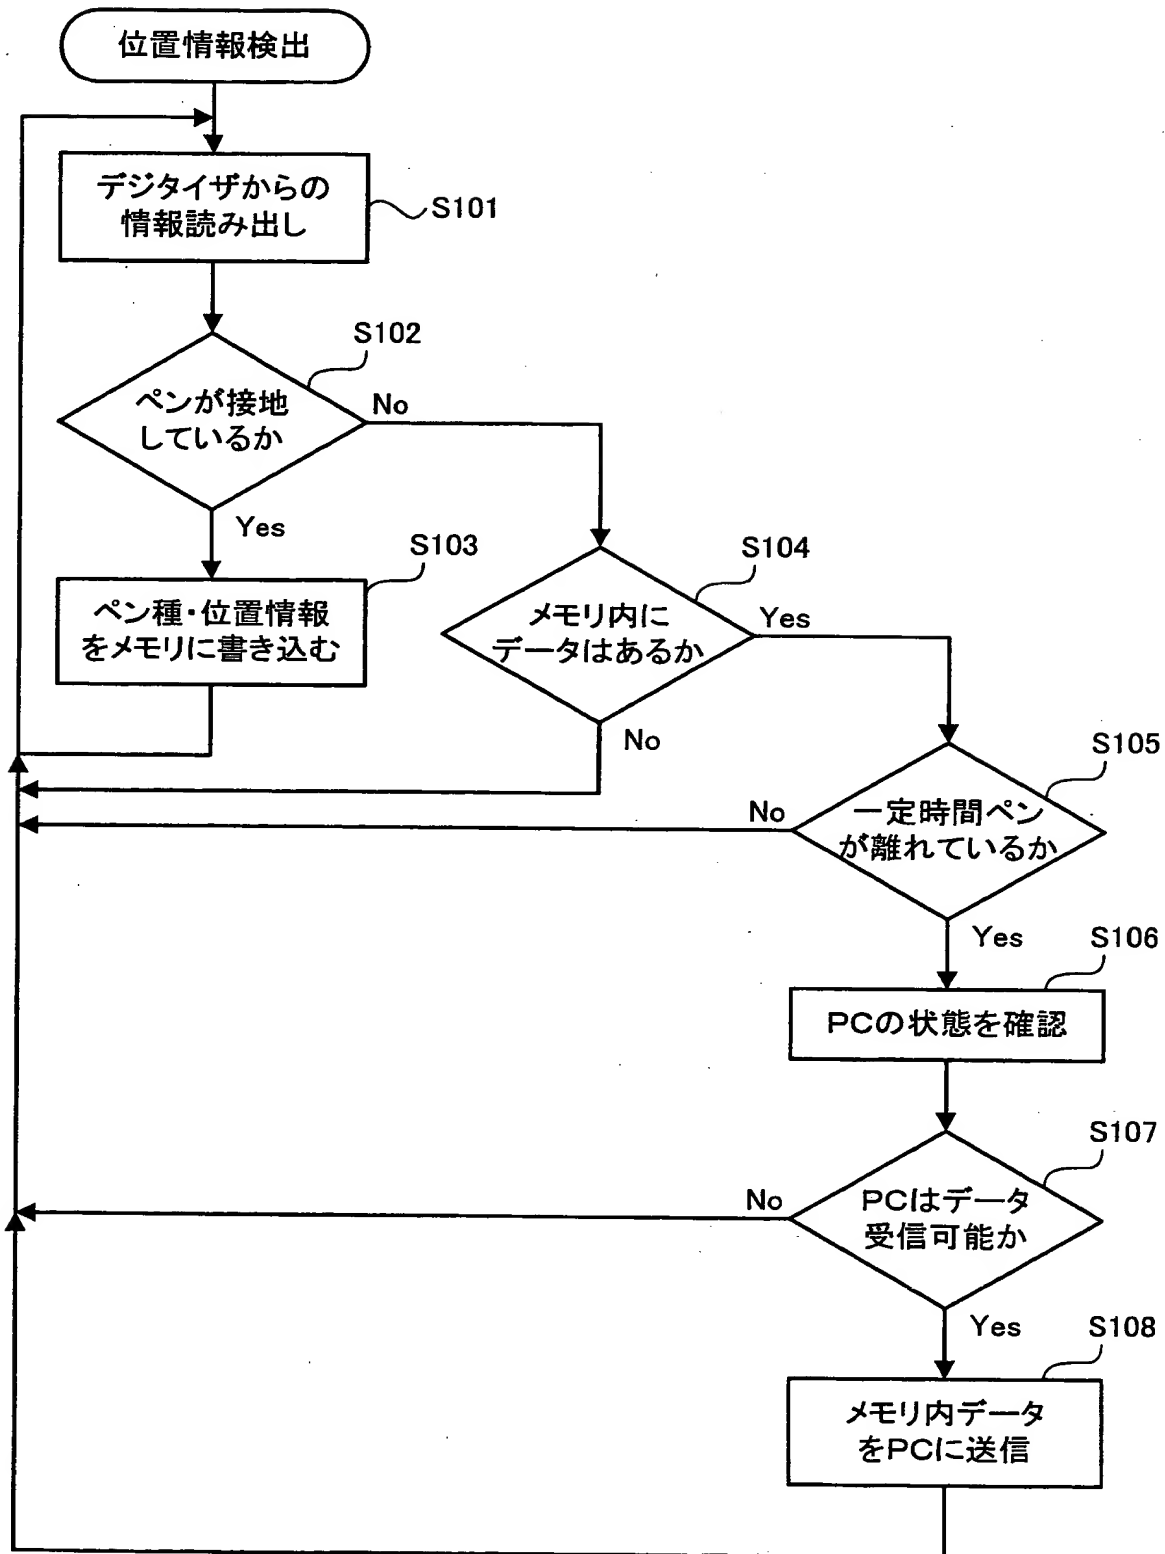 位置情報検出
デジタイザからの
情報読み出し
S101
S102
ペンが接地
しているか
No
Yes
S103
ペン種・位置情報
をメモリに書き込む
S104
メモリ内に
データはあるか
Yes
No
S105
一定時間ペン
が離れているか
No
Yes
S106
PCの状態を確認
S107
PCはデータ
受信可能か
No
Yes
S108
メモリ内データ
をPCに送信